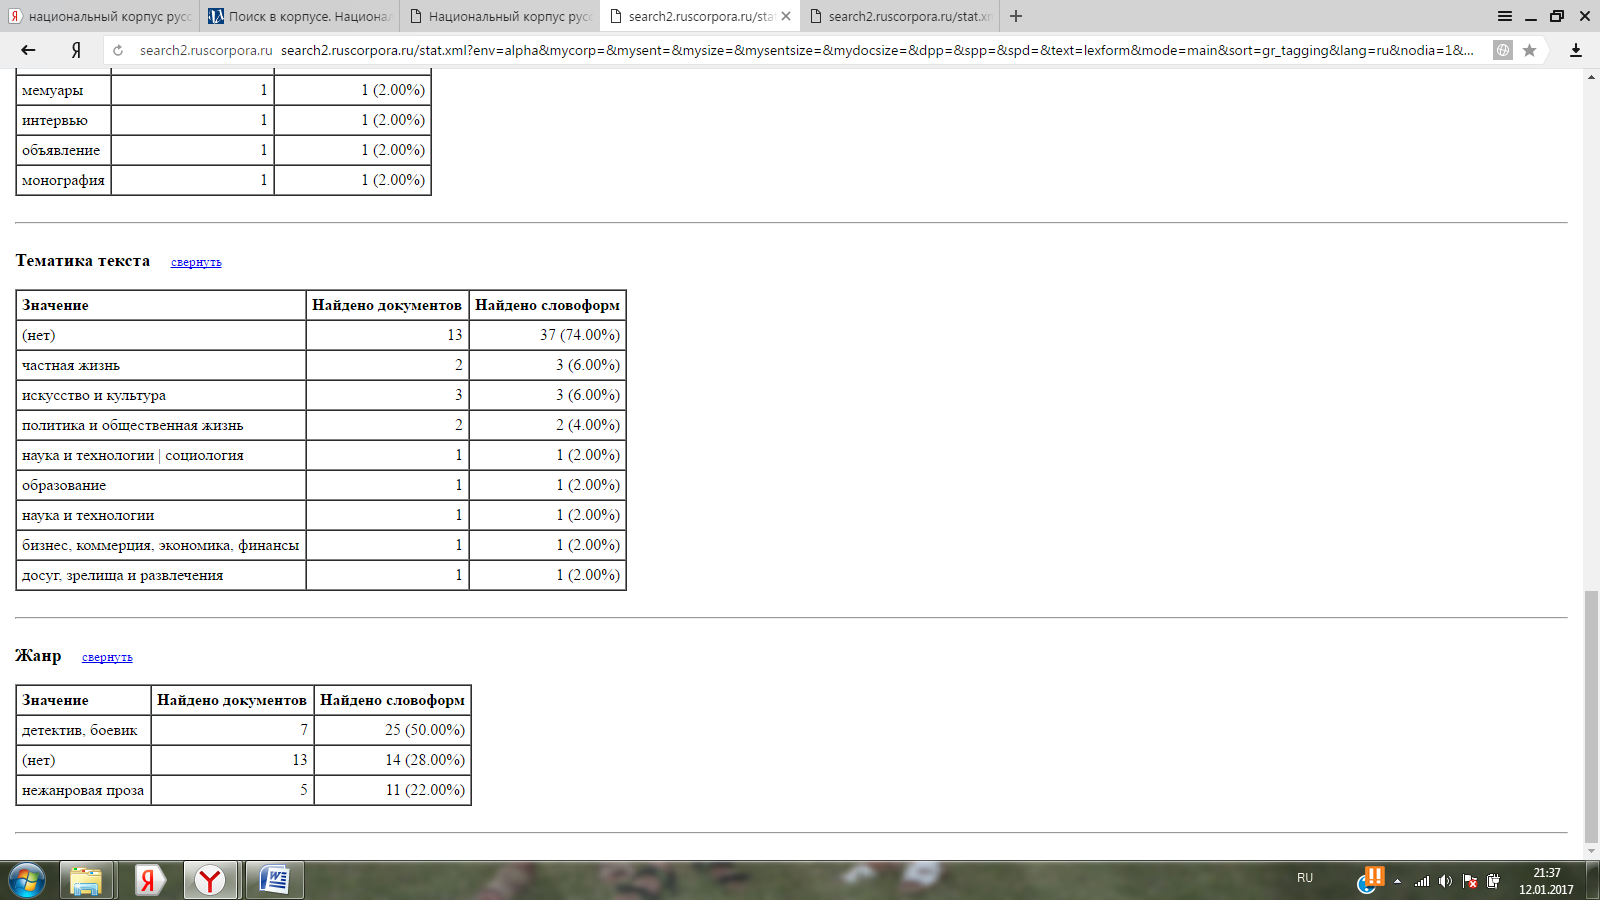 национальный корпус русс
Поиск в корпусе. Национал
Национальный корпус русс
search2.ruscorpora.ru/stat
search2.ruscorpora.ru/stat.xm
search2.ruscorpora.ru search2.ruscorpora.ru/stat.xml?env=alpha&mycorp=&mysent=&mysize=&mysentsize=&mydocsize=&dpp=&spp=&spd=&text=lexform&mode=main&sort=gr_tagging&lang=ru&nodia=1&...
мемуары 1 1 (2.00%)
интервью 1 1 (2.00%)
объявление 1 1 (2.00%)
монография 1 1 (2.00%)
Тематика текста свернуть
Значение Найдено документов Найдено словоформ
(нет) 13 37 (74.00%)
частная жизнь 2 3 (6.00%)
искусство и культура 3 3 (6.00%)
политика и общественная жизнь 2 2 (4.00%)
наука и технологии | социология 1 1 (2.00%)
образование 1 1 (2.00%)
наука и технологии 1 1 (2.00%)
бизнес, коммерция, экономика, финансы 1 1 (2.00%)
досуг, зрелища и развлечения 1 1 (2.00%)
Жанр свернуть
Значение Найдено документов Найдено словоформ
детектив, боевик 7 25 (50.00%)
(нет) 13 14 (28.00%)
нежанровая проза 5 11 (22.00%)
RU
21:37
12.01.2017